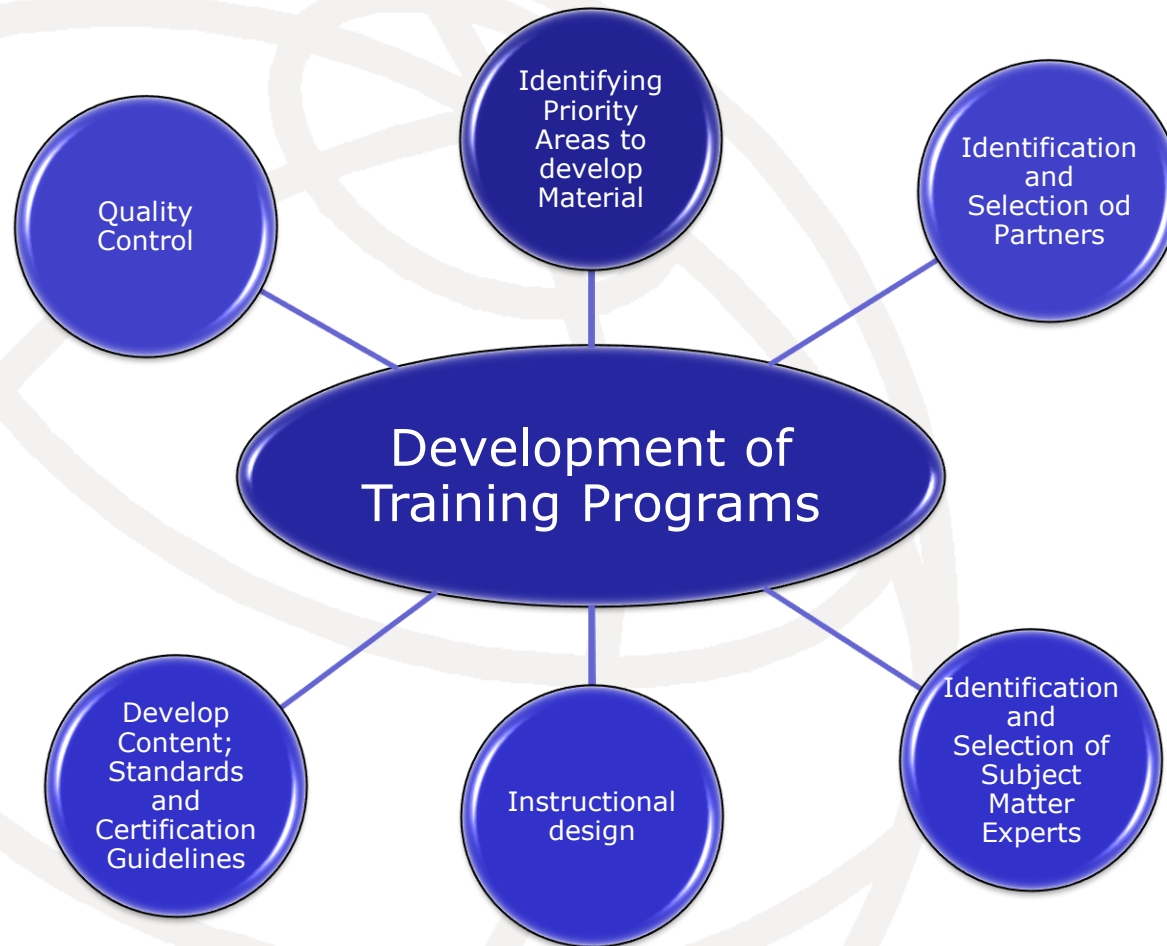 Identifying
Priority
Areas to
develop
Material
Identification
and
Selection od
Partners
Quality
Control
Development of
Training Programs
Identification
and
Selection of
Subject
Matter
Experts
Instructional
design
Develop
Content;
Standards
and
Certification
Guidelines